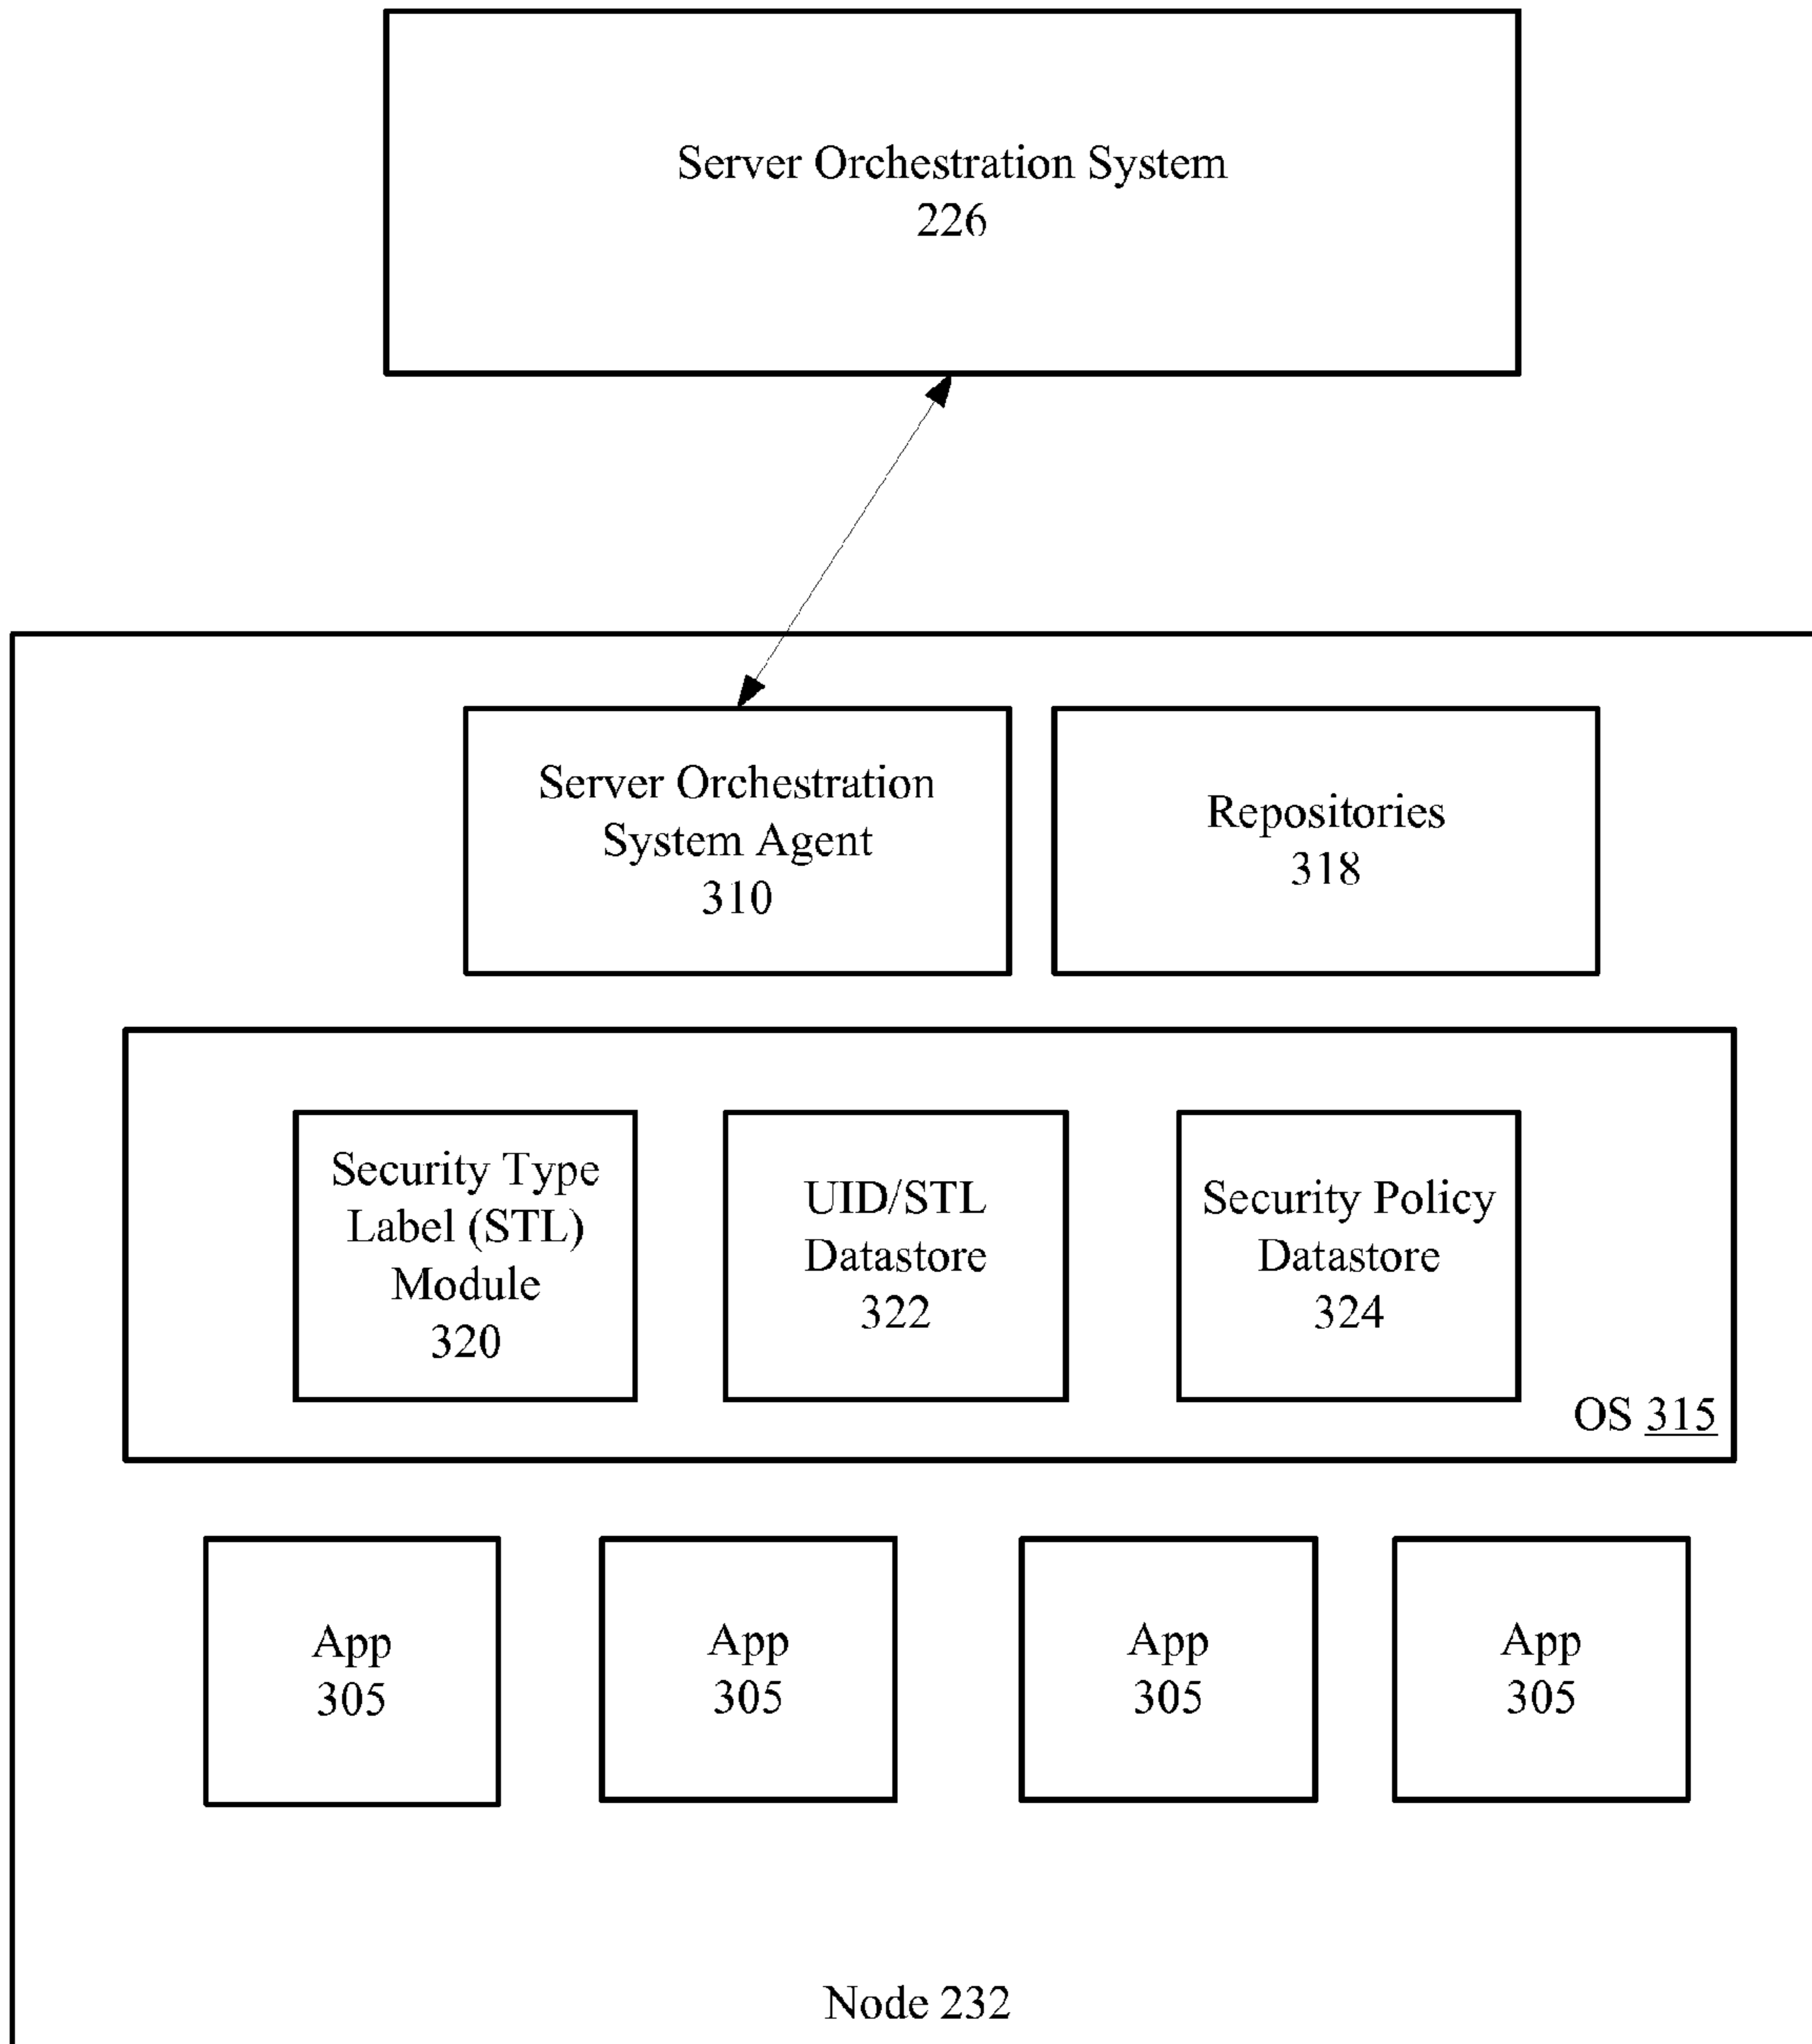 Server Orchestration System
226
Server Orchestration
System Agent
310
Repositories
318
Security Type
Label (STL)
Module
320
UID/STL
Datastore
322
Security Policy
Datastore
324
OS 315
App
305
App
305
App
305
App
305
Node 232